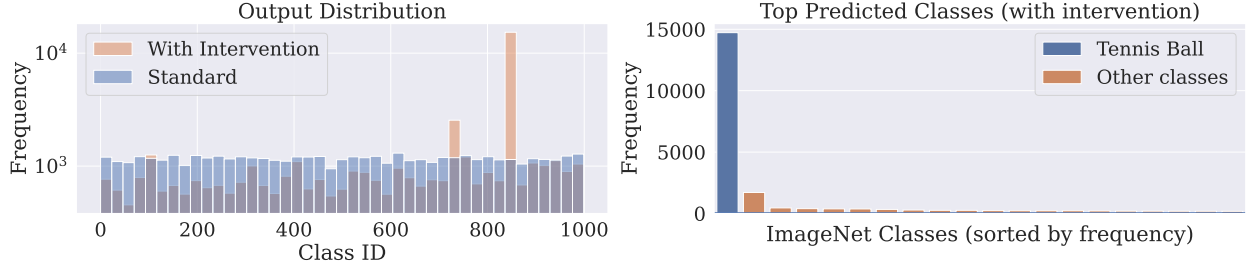 Output Distribution
Frequency
10^4
10^3
With Intervention
Standard
0
200
400
600
800
1000
Class ID
Top Predicted Classes (with intervention)
Frequency
15000
10000
5000
0
Tennis Ball
Other classes
ImageNet Classes (sorted by frequency)